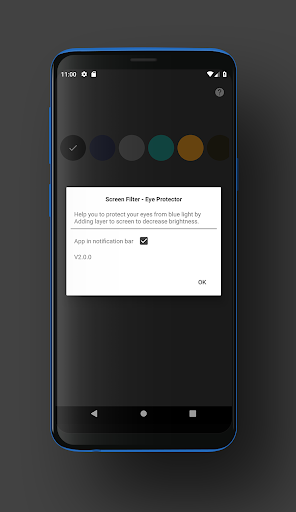 11:00
?
Screen Filter - Eye Protector
Help you to protect your eyes from blue light by
Adding layer to screen to decrease brightness.
App in notification bar
V2.0.0
OK